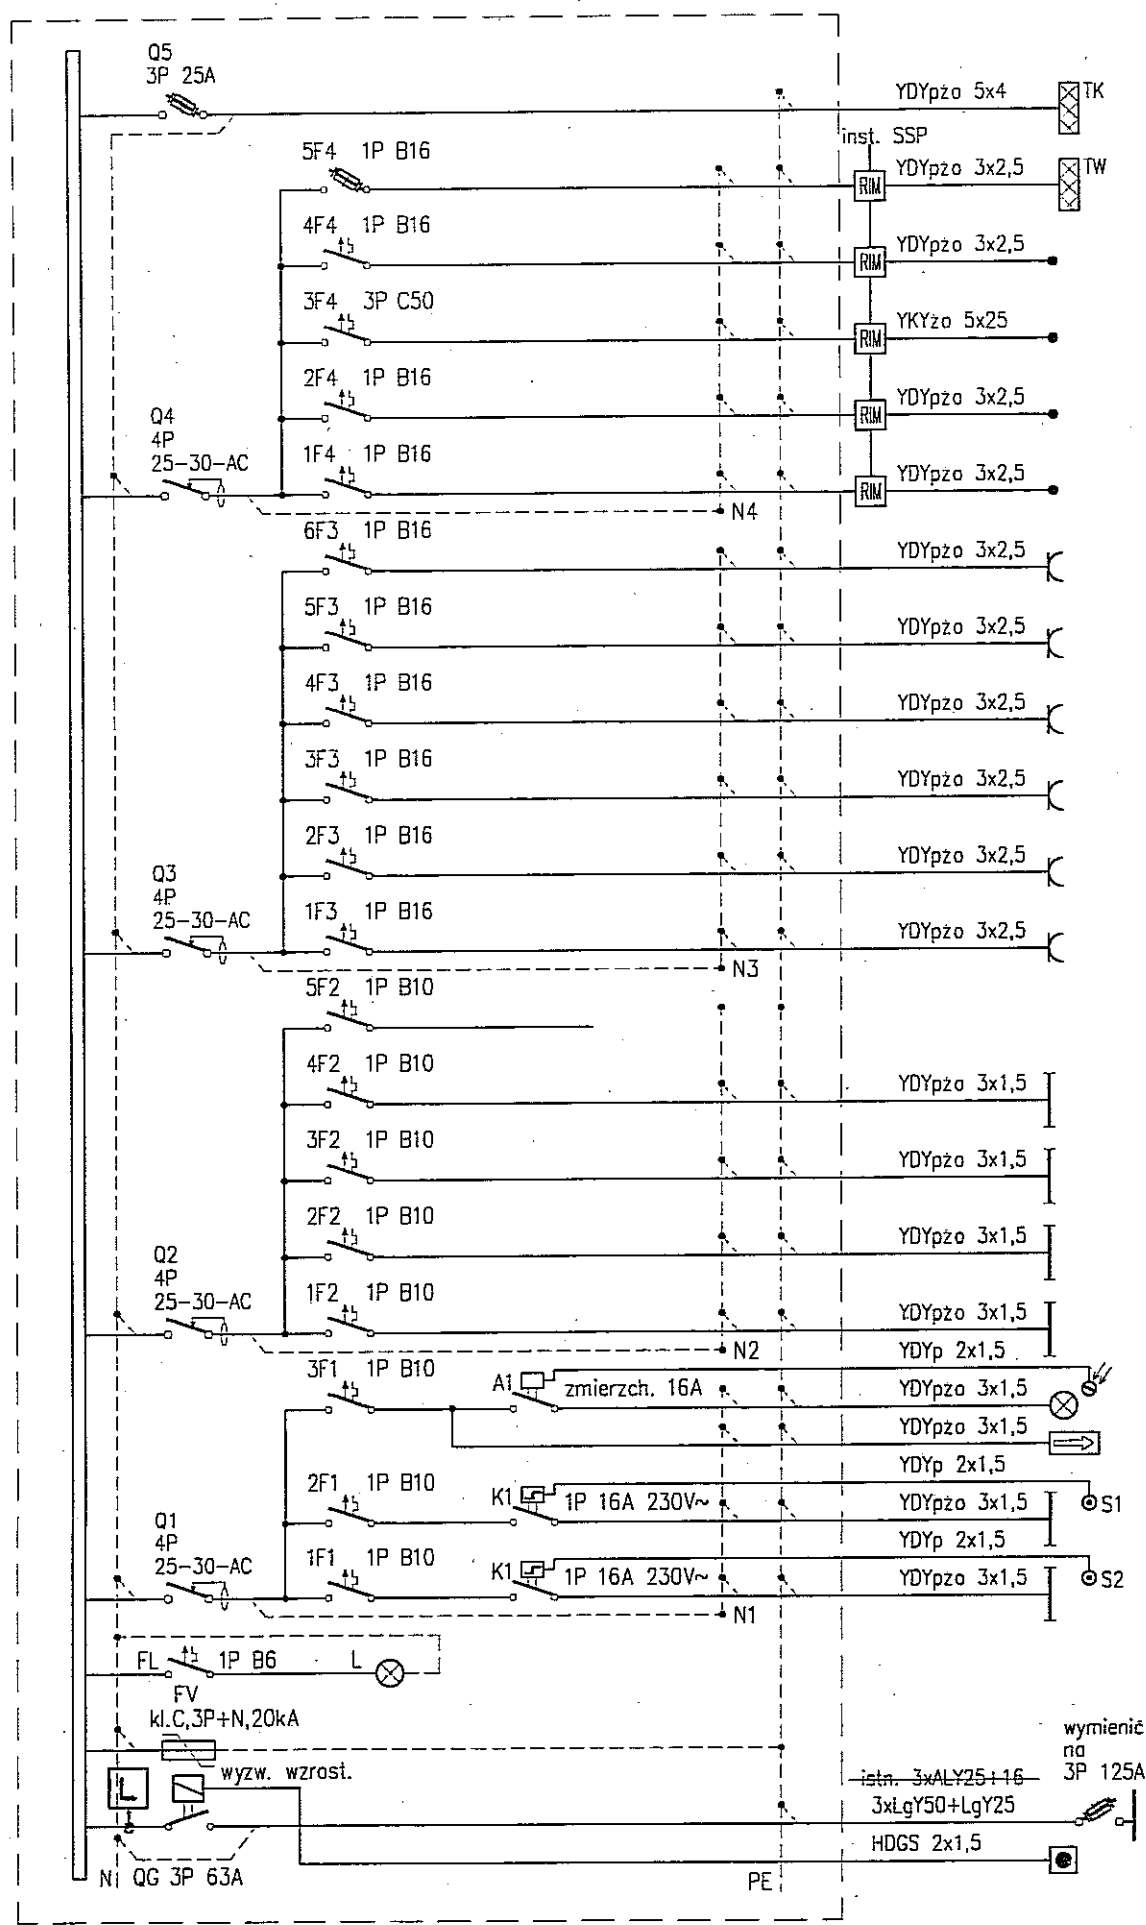 Q5
3P 25A
YDYpżo 5x4
TK
inst. SSP
5F4 1P B16
RIM
YDYpżo 3x2,5
TW
4F4 1P B16
RIM
YDYpżo 3x2,5
3F4 3P C50
RIM
YKYżo 5x25
2F4 1P B16
RIM
YDYpżo 3x2,5
Q4
4P
25-30-AC
1F4 1P B16
RIM
YDYpżo 3x2,5
N4
6F3 1P B16
YDYpżo 3x2,5
5F3 1P B16
YDYpżo 3x2,5
4F3 1P B16
YDYpżo 3x2,5
3F3 1P B16
YDYpżo 3x2,5
2F3 1P B16
YDYpżo 3x2,5
Q3
4P
25-30-AC
1F3 1P B16
YDYpżo 3x2,5
N3
5F2 1P B10
4F2 1P B10
YDYpżo 3x1,5
3F2 1P B10
YDYpżo 3x1,5
2F2 1P B10
YDYpżo 3x1,5
Q2
4P
25-30-AC
1F2 1P B10
YDYpżo 3x1,5
N2
YDYp 2x1,5
3F1 1P B10
A1
zmierzch. 16A
YDYpżo 3x1,5
YDYpżo 3x1,5
YDYp 2x1,5
2F1 1P B10
K1
1P 16A 230V~
YDYpżo 3x1,5
S1
Q1
4P
25-30-AC
YDYp 2x1,5
1F1 1P B10
K1
1P 16A 230V~
YDYpżo 3x1,5
S2
N1
FL
1P B6
L
FV
kl.C,3P+N,20kA
wyzw. wzrost.
L
wymienić
na
3P 125A
istn. 3xALY25+16
3xLgY50+LgY25
HDGS 2x1,5
N
QG 3P 63A
PE